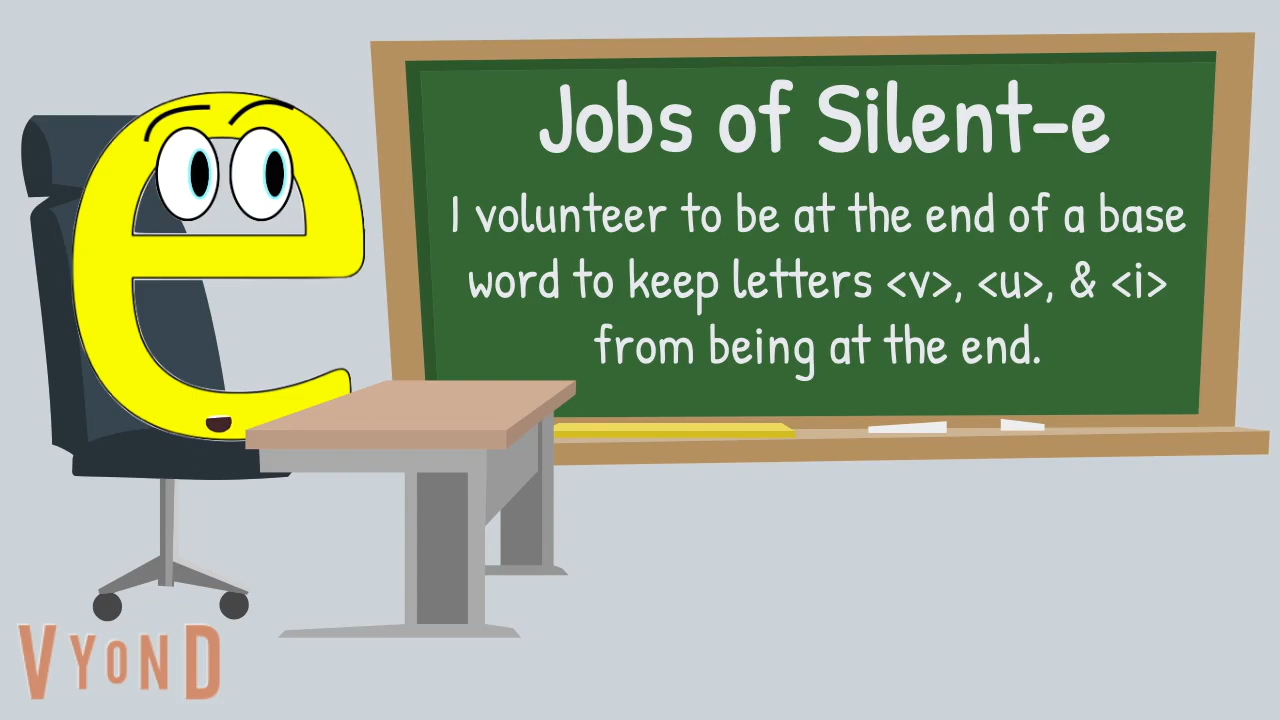 Jobs of Silent-e
I volunteer to be at the end of a base
word to keep letters <v>, <u>, & <i>
from being at the end.
e
VYOND